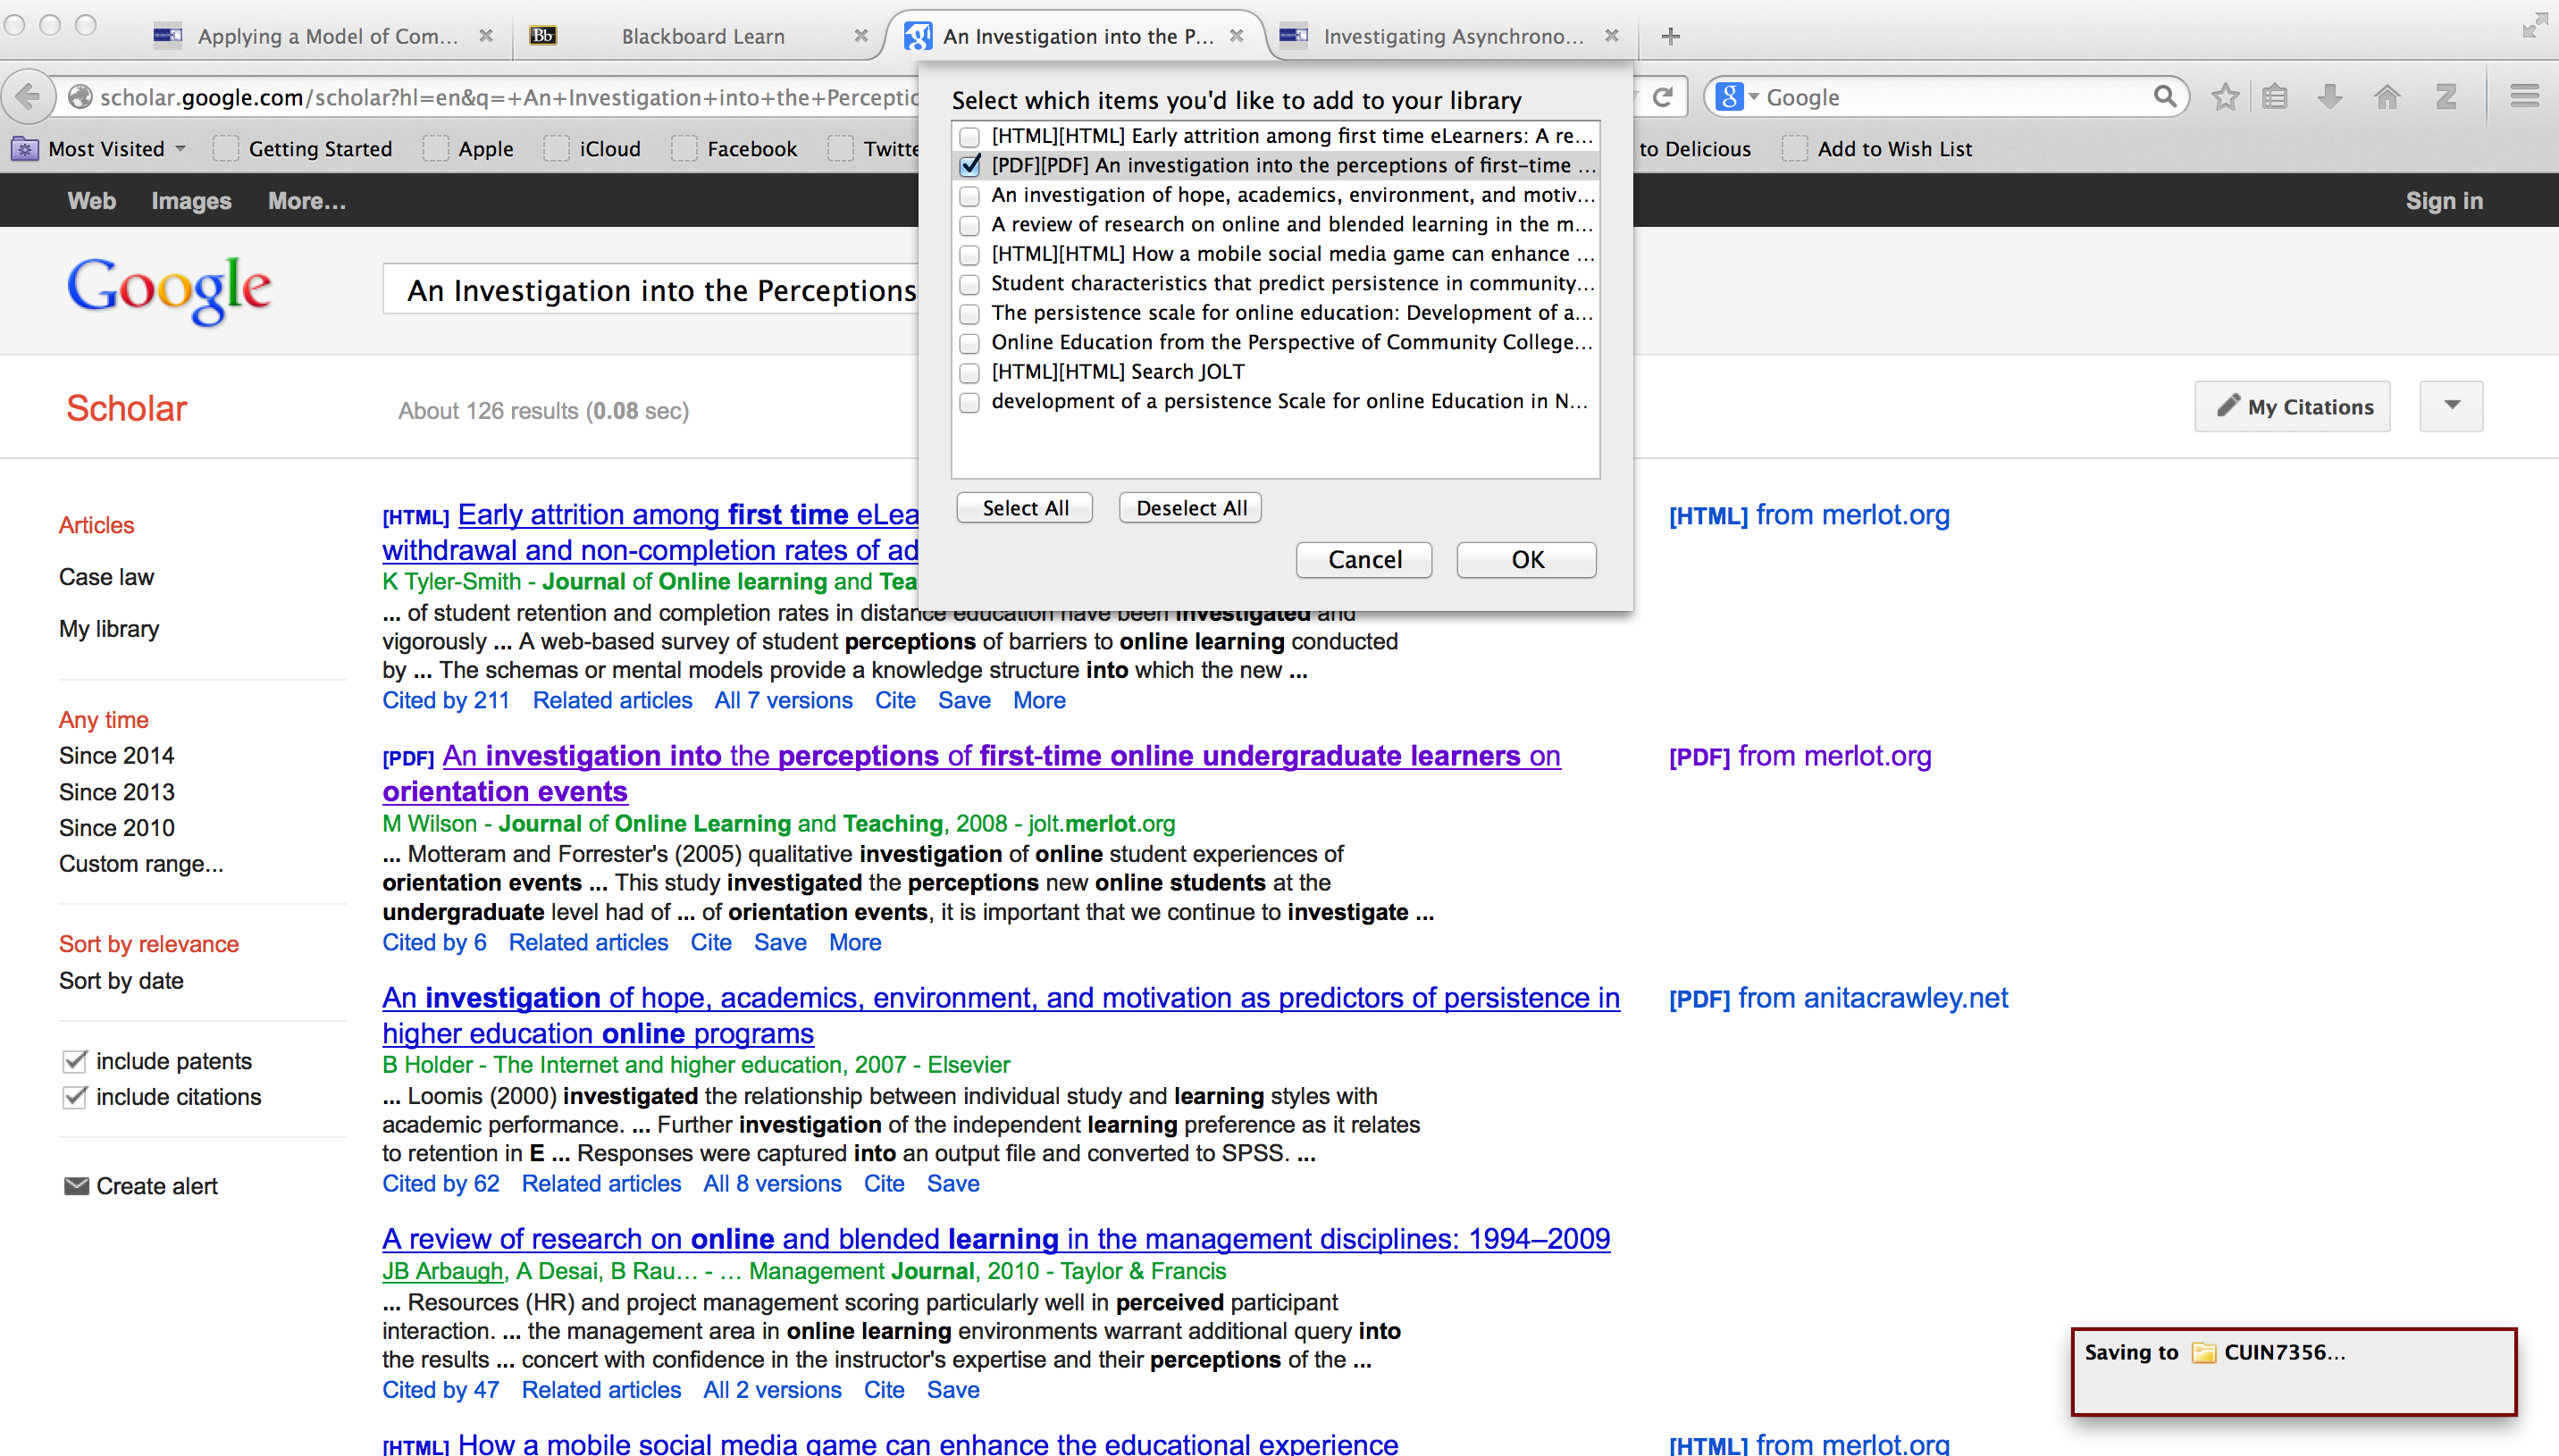 Applying a Model of Com...
Bb
Blackboard Learn
An Investigation into the P...
Investigating Asynchrono...
scholar.google.com/scholar?hl=en&q=+An+Investigation+into+the+Perceptic
Google
Most Visited
Getting Started
Apple
iCloud
Facebook
Twitte
to Delicious
Add to Wish List
Select which items you'd like to add to your library
[HTML][HTML] Early attrition among first time eLearners: A re...
[PDF][PDF] An investigation into the perceptions of first-time ...
An investigation of hope, academics, environment, and motiv...
A review of research on online and blended learning in the m...
[HTML][HTML] How a mobile social media game can enhance ...
Student characteristics that predict persistence in community...
The persistence scale for online education: Development of a...
Online Education from the Perspective of Community College...
[HTML][HTML] Search JOLT
development of a persistence Scale for online Education in N...
Select All
Deselect All
Cancel
OK
Web
Images
More...
Sign in
Google
An Investigation into the Perceptions
Scholar
About 126 results (0.08 sec)
My Citations
Articles
Case law
My library
Any time
Since 2014
Since 2013
Since 2010
Custom range...
Sort by relevance
Sort by date
include patents
include citations
Create alert
[HTML] Early attrition among first time eLea
withdrawal and non-completion rates of ad
K Tyler-Smith - Journal of Online learning and Tea
... of student retention and completion rates in distance education have been investigated and
vigorously ... A web-based survey of student perceptions of barriers to online learning conducted
by ... The schemas or mental models provide a knowledge structure into which the new ...
Cited by 211 Related articles All 7 versions Cite Save More
[HTML] from merlot.org
[PDF] An investigation into the perceptions of first-time online undergraduate learners on
orientation events
M Wilson - Journal of Online Learning and Teaching, 2008 - jolt.merlot.org
... Motteram and Forrester's (2005) qualitative investigation of online student experiences of
orientation events ... This study investigated the perceptions new online students at the
undergraduate level had of ... of orientation events, it is important that we continue to investigate ...
Cited by 6 Related articles Cite Save More
[PDF] from merlot.org
An investigation of hope, academics, environment, and motivation as predictors of persistence in
higher education online programs
B Holder - The Internet and higher education, 2007 - Elsevier
... Loomis (2000) investigated the relationship between individual study and learning styles with
academic performance. ... Further investigation of the independent learning preference as it relates
to retention in E ... Responses were captured into an output file and converted to SPSS. ...
Cited by 62 Related articles All 8 versions Cite Save
[PDF] from anitacrawley.net
A review of research on online and blended learning in the management disciplines: 1994–2009
JB Arbaugh, A Desai, B Rau... - ... Management Journal, 2010 - Taylor & Francis
... Resources (HR) and project management scoring particularly well in perceived participant
interaction. ... the management area in online learning environments warrant additional query into
the results ... concert with confidence in the instructor's expertise and their perceptions of the ...
Cited by 47 Related articles All 2 versions Cite Save
[HTML] How a mobile social media game can enhance the educational experience
[HTML] from merlot.org
Saving to CUIN7356...